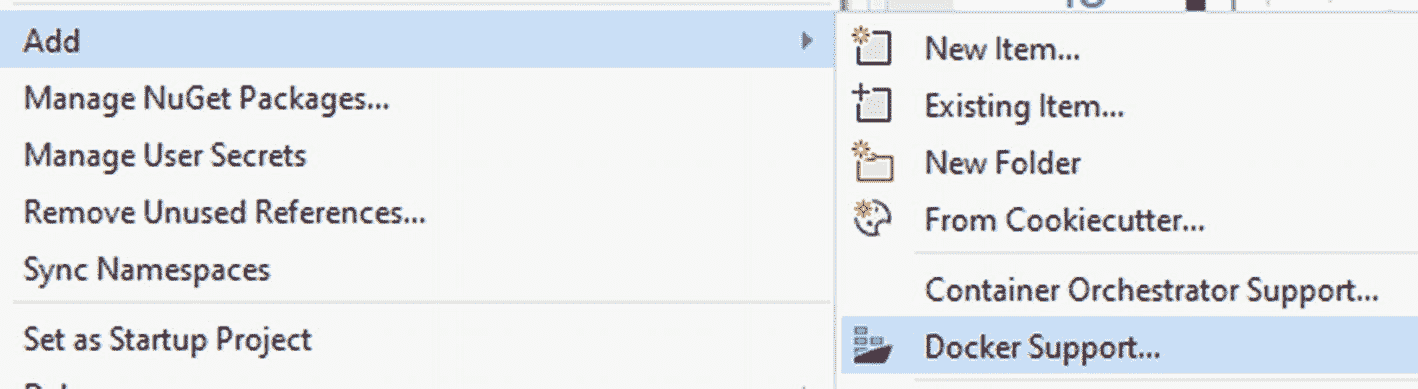 Add
Manage NuGet Packages...
Manage User Secrets
Remove Unused References...
Sync Namespaces
Set as Startup Project
New Item...
Existing Item...
New Folder
From Cookiecutter...
Container Orchestrator Support...
Docker Support...